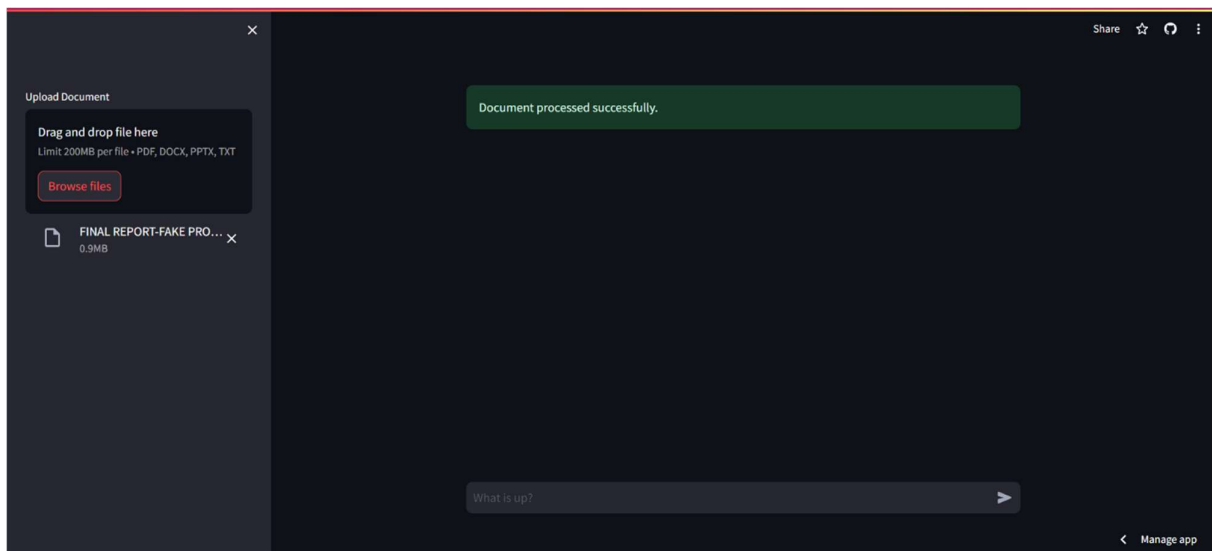 Share
Upload Document
Document processed successfully.
Drag and drop file here
Limit 200MB per file • PDF, DOCX, PPTX, TXT
Browse files
FINAL REPORT-FAKE PRO...
0.9MB
What is up?
Manage app